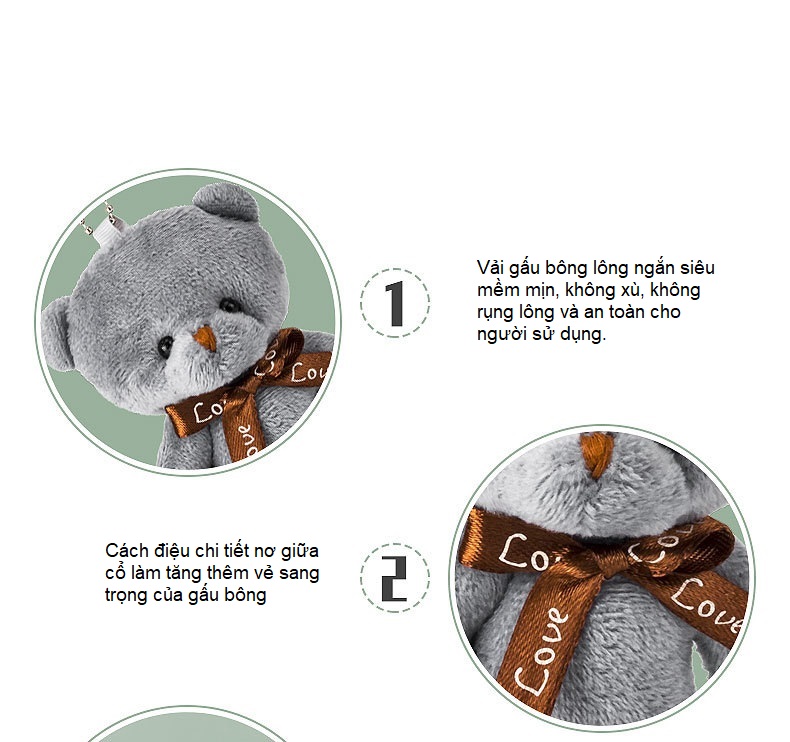 1
Vải gấu bông lông ngắn siêu
mềm mịn, không xù, không
rụng lông và an toàn cho
người sử dụng.
Love
Love
Cách điệu chi tiết nơ giữa
cổ làm tăng thêm vẻ sang
trọng của gấu bông
2
Love
Love